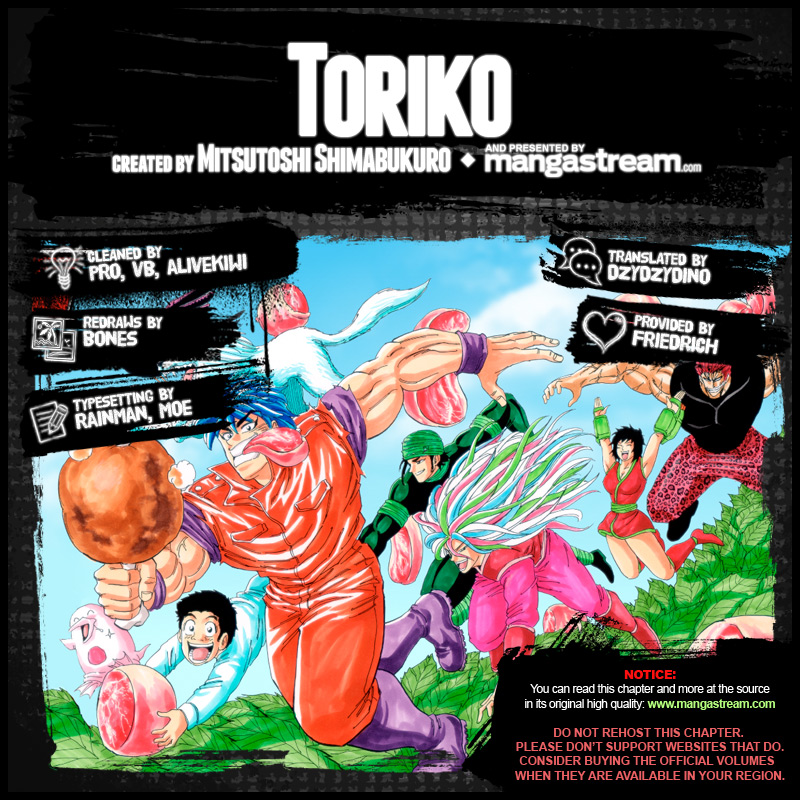 TORIKO
CREATED BY MITSUTOSHI SHIMABUKURO ◆ AND PRESENTED BY mangastream.com
CLEANED BY
PRO, VB, ALIVEKIWI
REDRAWS BY
BONES
TYPESETTING BY
RAINMAN, MOE
TRANSLATED BY
DZYDZYDINO
PROVIDED BY
FRIEDRICH
NOTICE:
You can read this chapter and more at the source
in its original high quality: www.mangastream.com
DO NOT REHOST THIS CHAPTER.
PLEASE DON'T SUPPORT WEBSITES THAT DO.
CONSIDER BUYING THE OFFICIAL VOLUMES
WHEN THEY ARE AVAILABLE IN YOUR REGION.